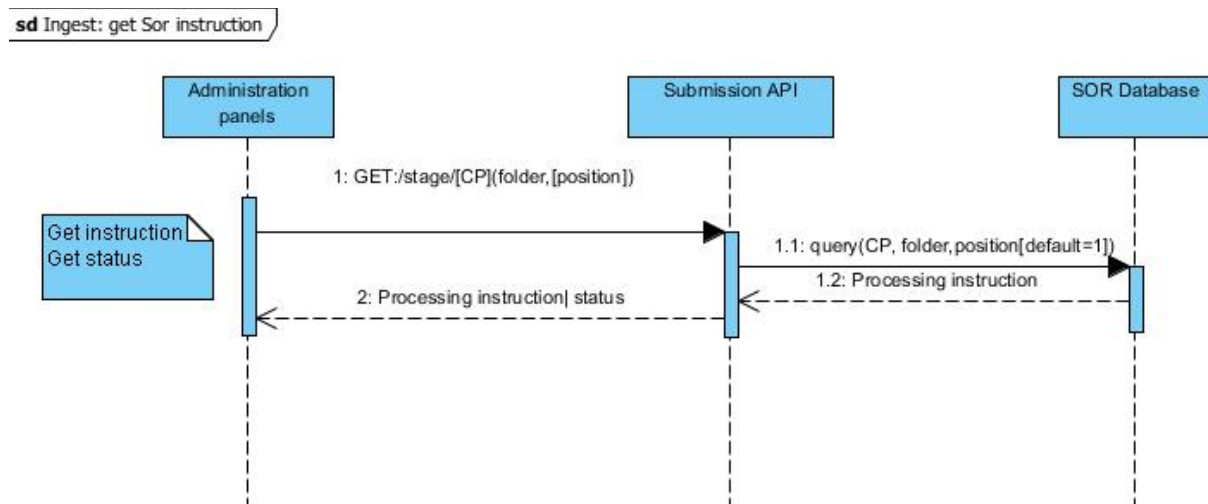 sd Ingest: get Sor instruction
Administration
panels
Submission API
SOR Database
1: GET:/stage/[CP](folder,[position])
Get instruction
Get status
1.1: query(CP, folder,position[default=1])
1.2: Processing instruction
2: Processing instruction| status